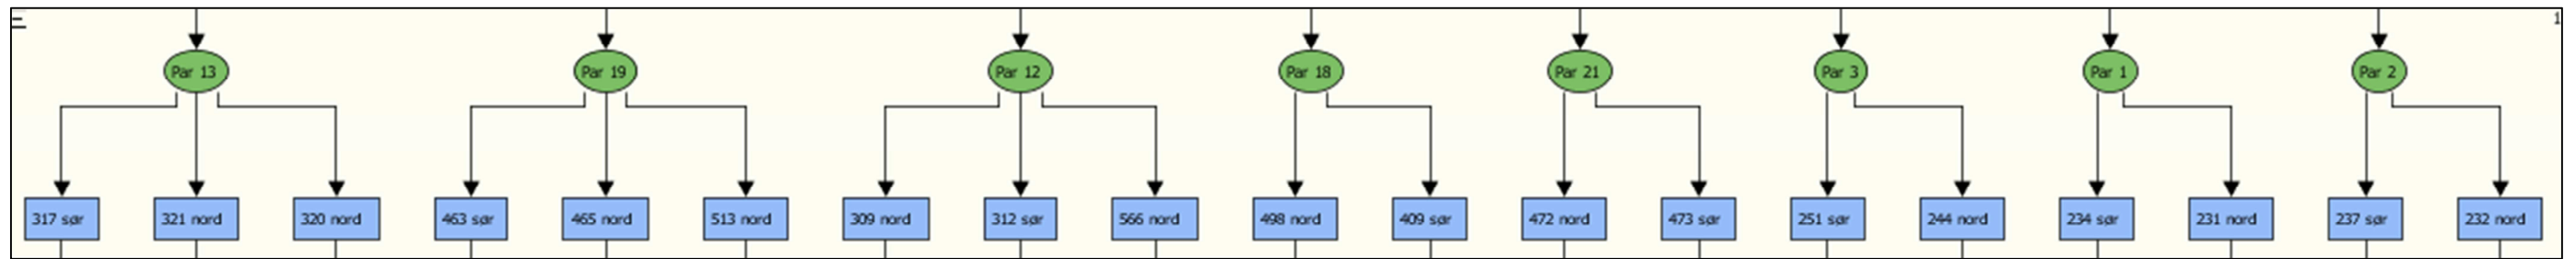 1
Par 13
Par 19
Par 12
Par 18
Par 21
Par 3
Par 1
Par 2
317 sør
321 nord
320 nord
463 sør
465 nord
513 nord
309 nord
312 sør
566 nord
498 nord
409 sør
472 nord
473 sør
251 sør
244 nord
234 sør
231 nord
237 sør
232 nord